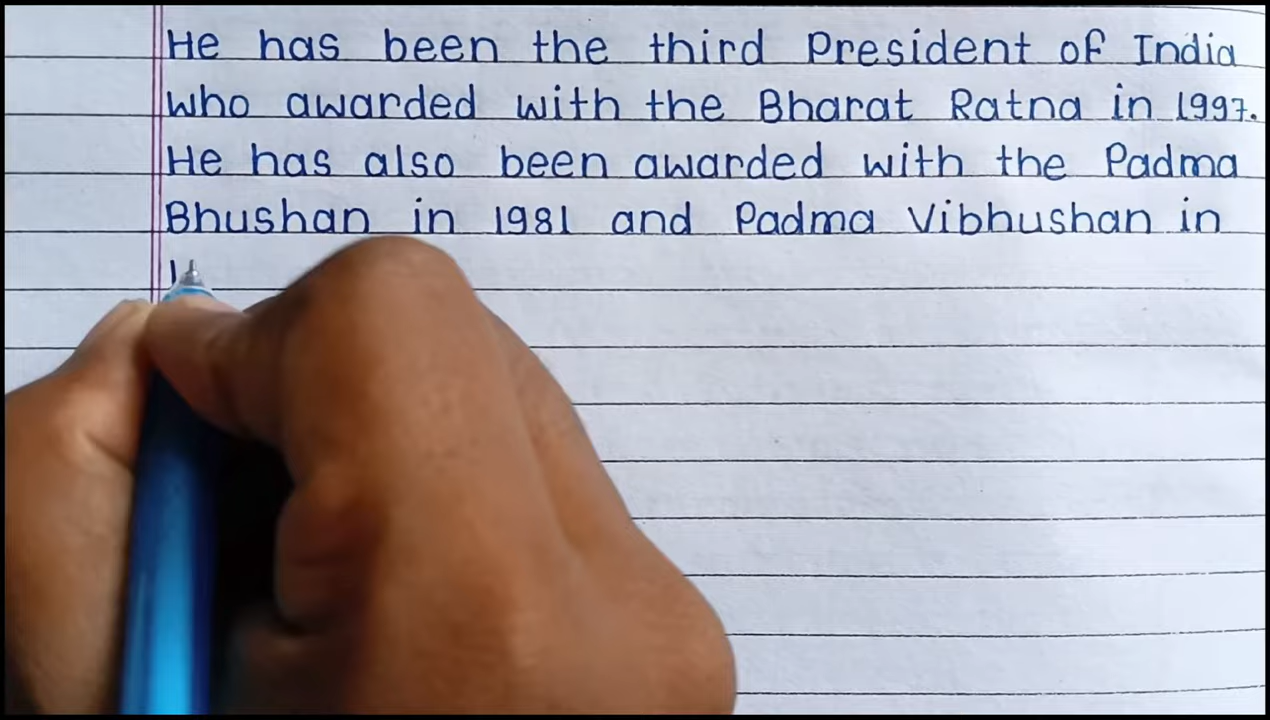 He has been the third President of India
who awarded with the Bharat Ratna in 1997.
He has also been awarded with the Padma
Bhushan in 1981 and Padma Vibhushan in
1